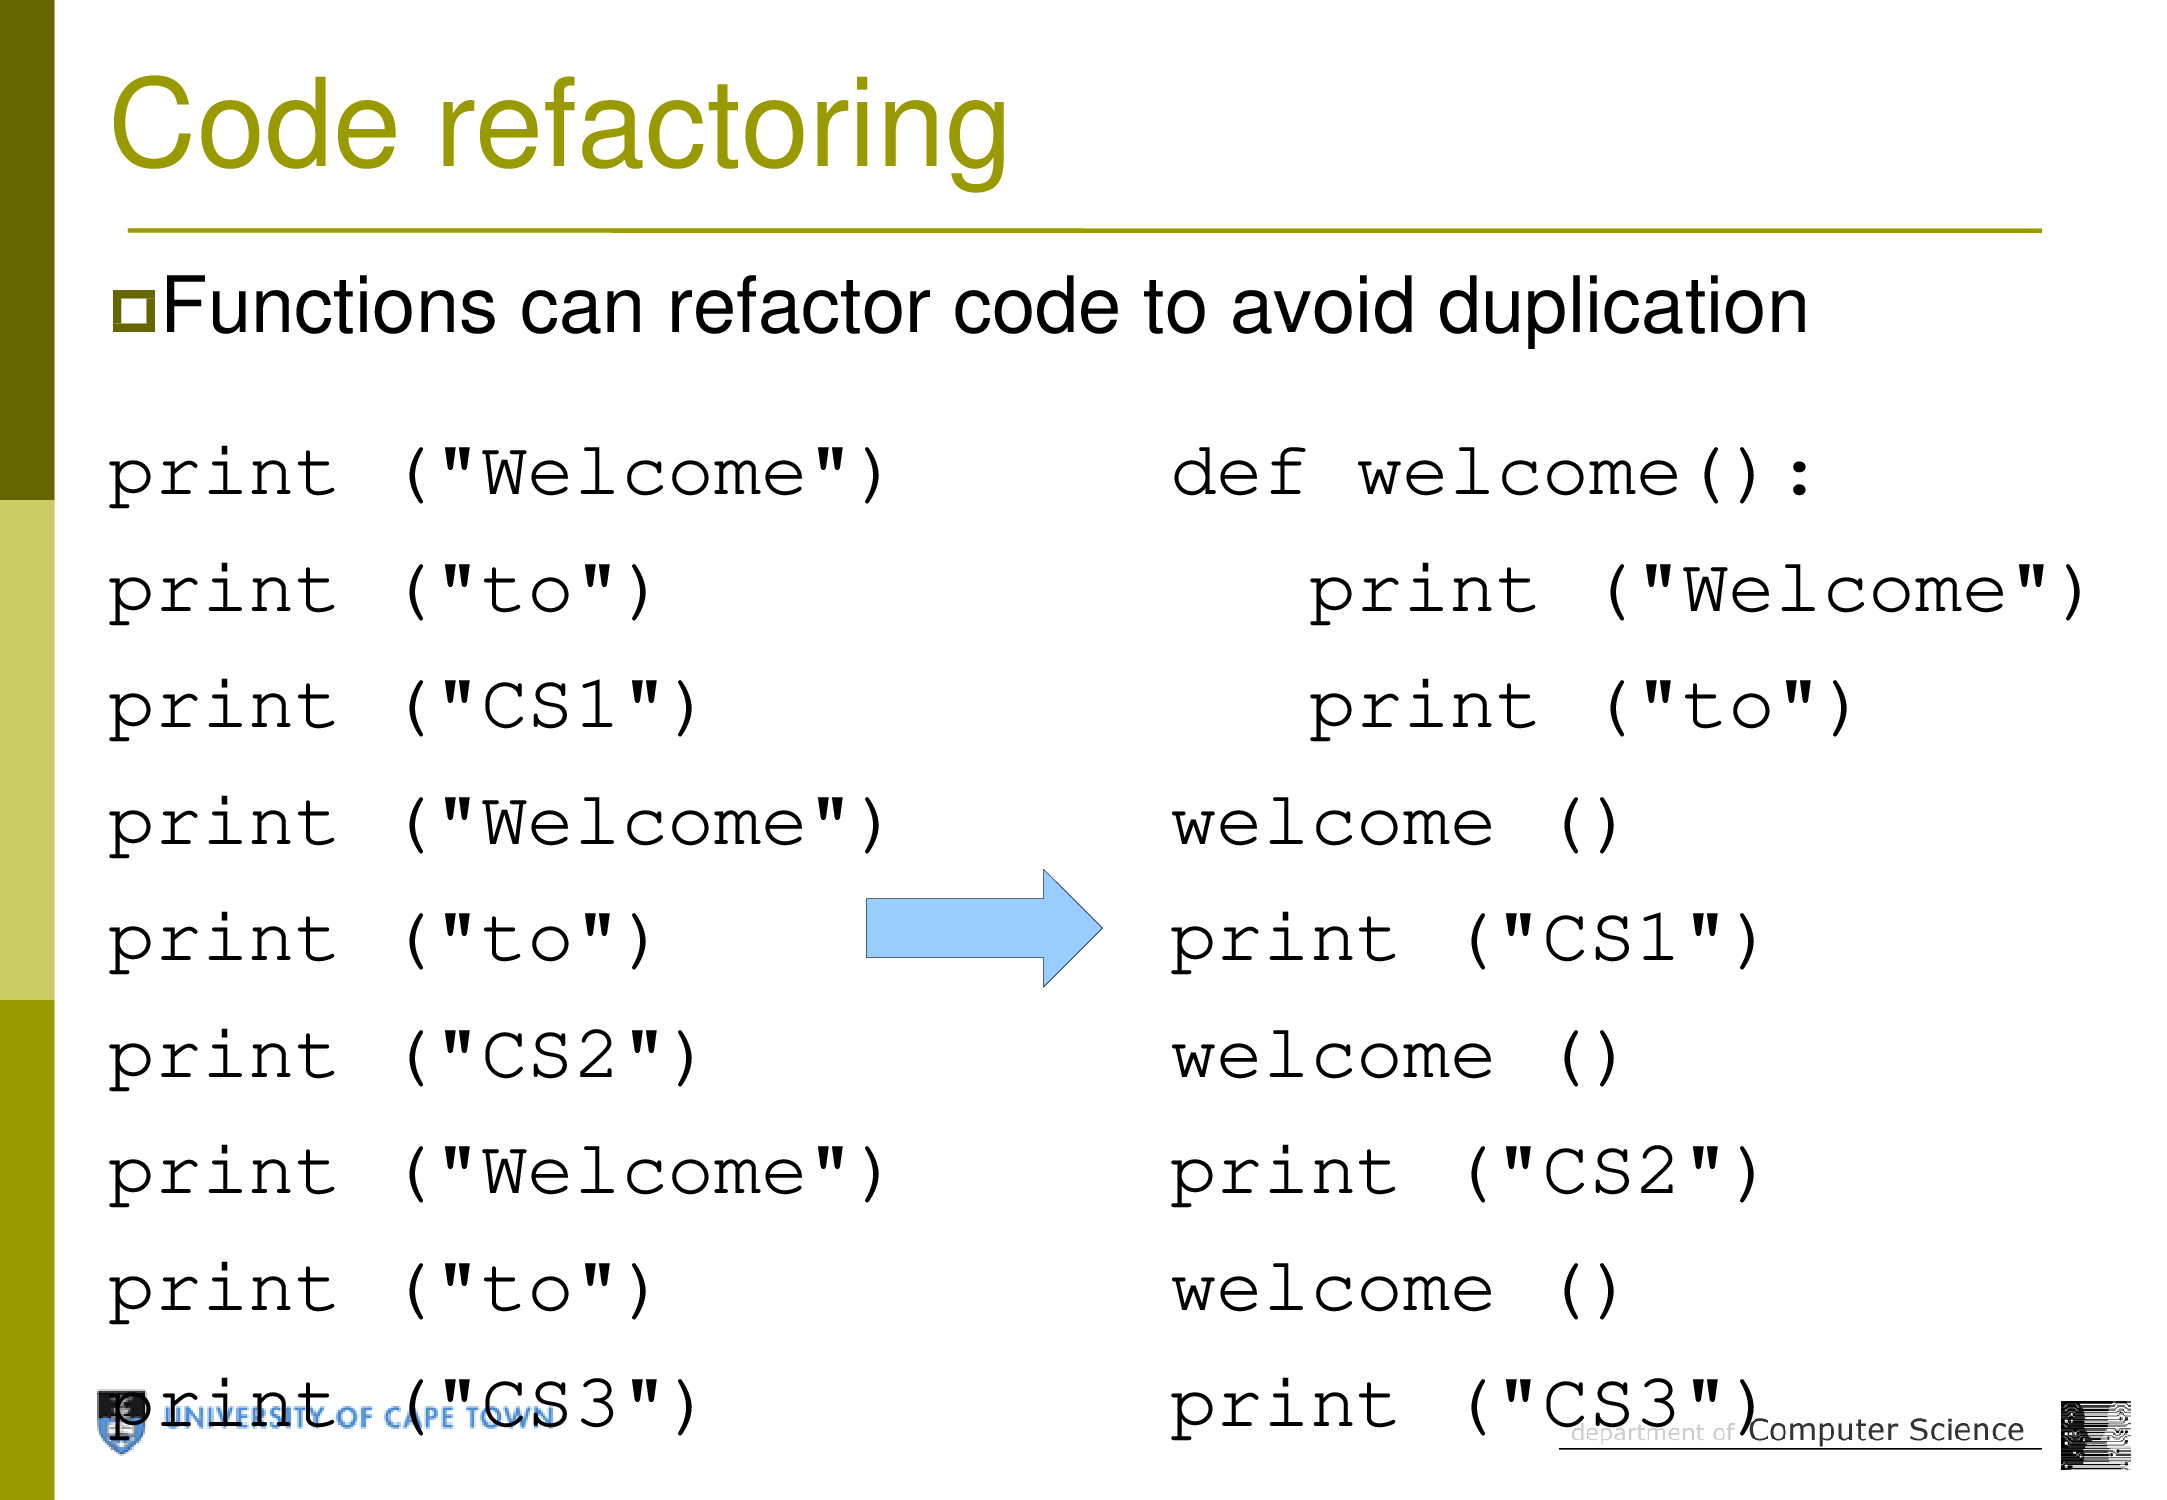 Code refactoring
Functions can refactor code to avoid duplication
print ("Welcome")
print ("to")
print ("CS1")
print ("Welcome")
print ("to")
print ("CS2")
print ("Welcome")
print ("to")
print ("CS3")
def welcome():
   print ("Welcome")
   print ("to")
welcome ()
print ("CS1")
welcome ()
print ("CS2")
welcome ()
print ("CS3")
UNIVERSITY OF CAPE TOWN
department of Computer Science